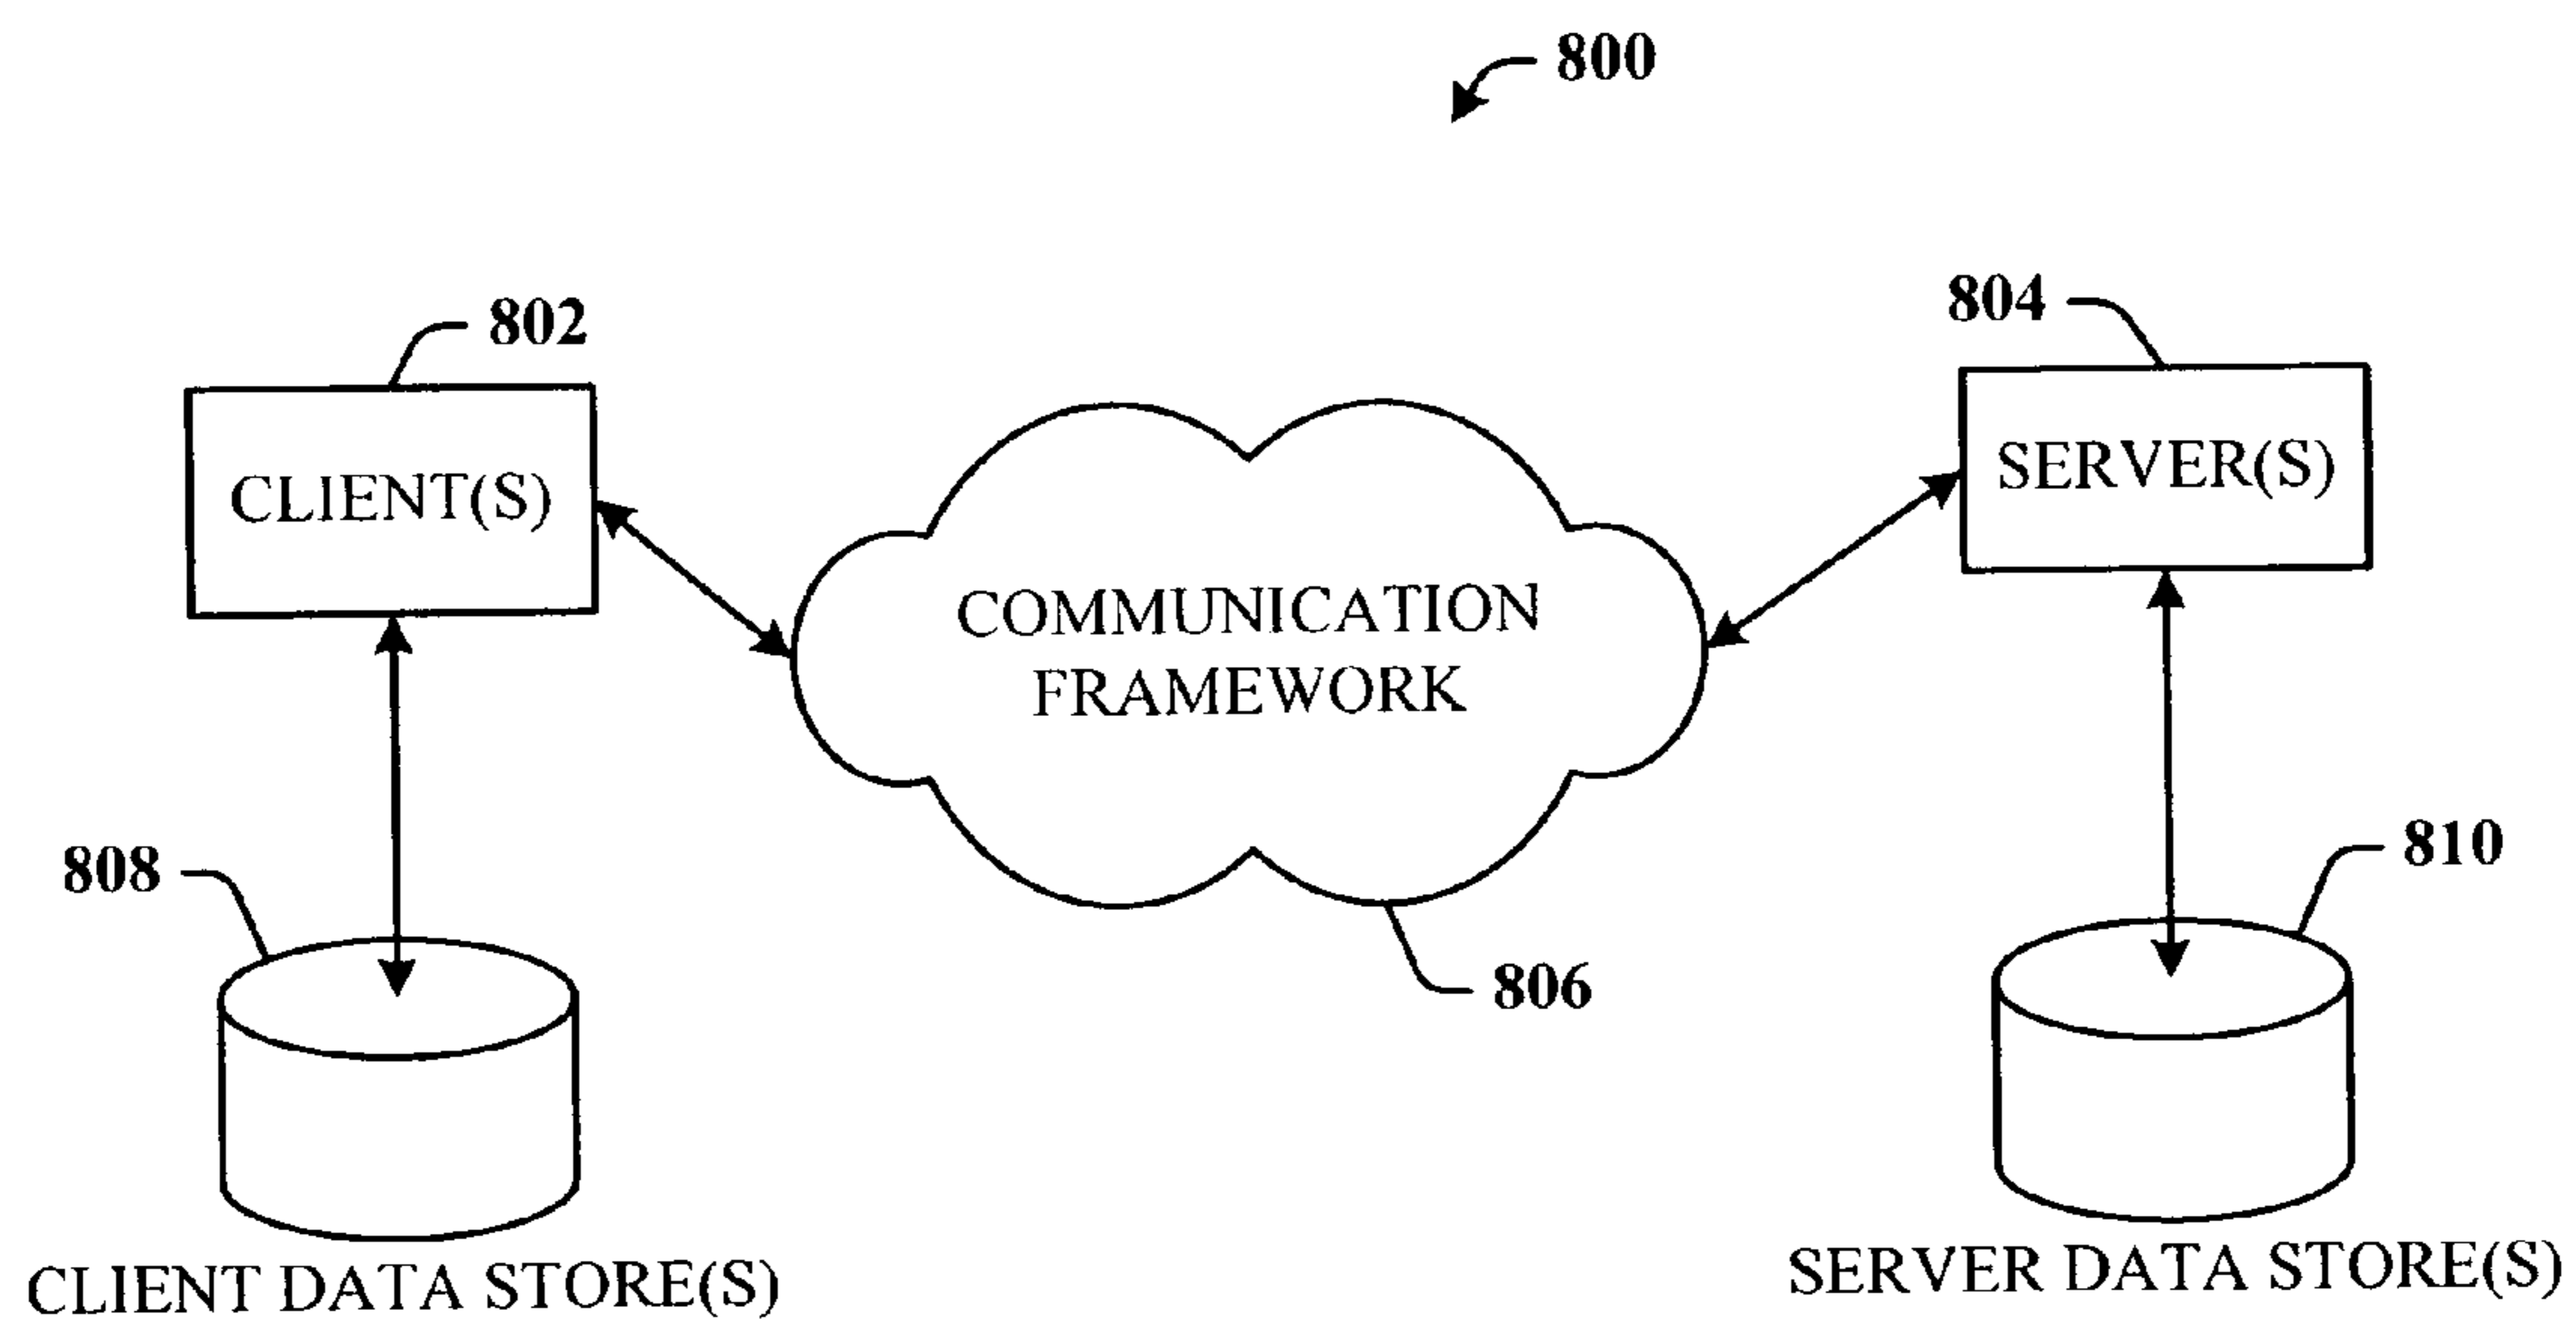 800
802
804
CLIENT(S)
SERVER(S)
COMMUNICATION
FRAMEWORK
808
810
806
CLIENT DATA STORE(S)
SERVER DATA STORE(S)